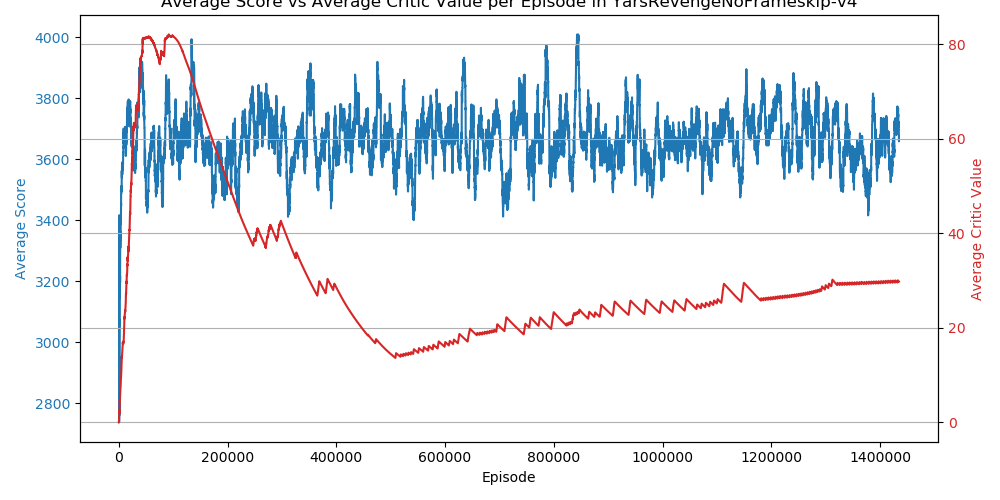 Average Score vs Average Critic Value per Episode in YarsRevengeNoFrameskip-v4
4000
3800
3600
3400
3200
3000
2800
Average Score
80
60
40
20
0
Average Critic Value
0 200000 400000 600000 800000 1000000 1200000 1400000
Episode